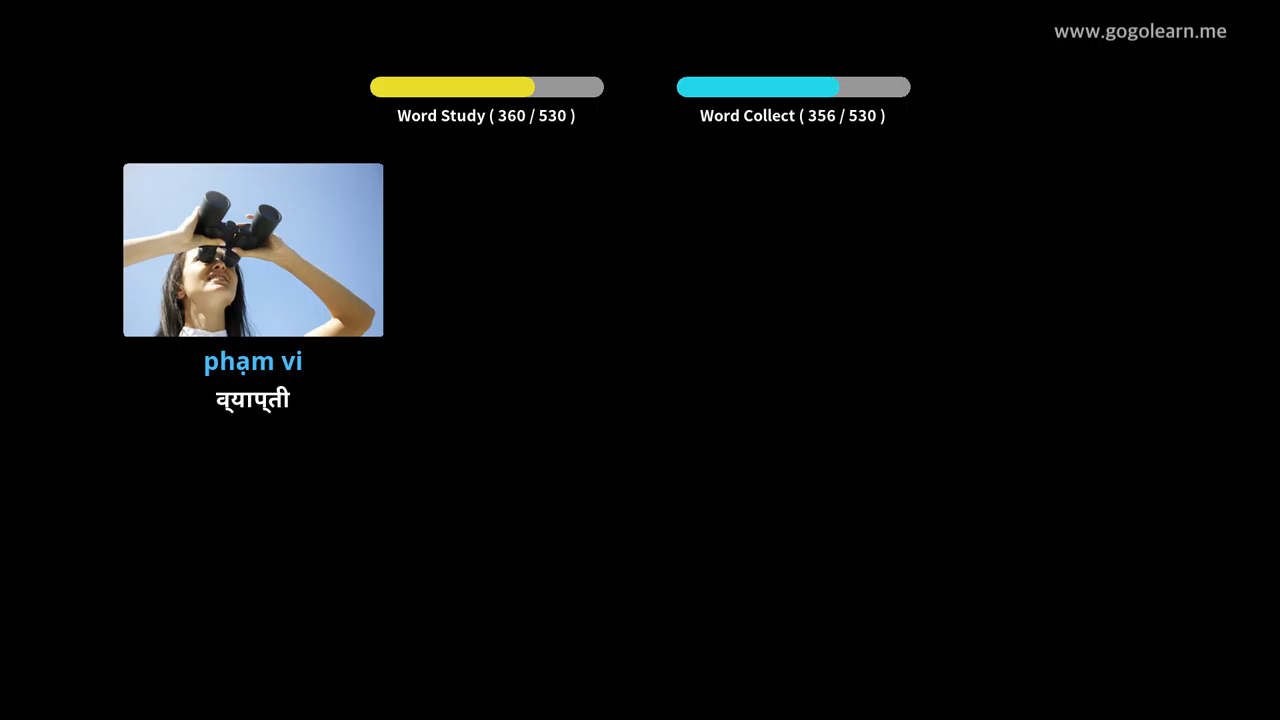 www.gogolearn.me
Word Study ( 360 / 530 )
Word Collect ( 356 / 530 )
phạm vi
व्याप्ती